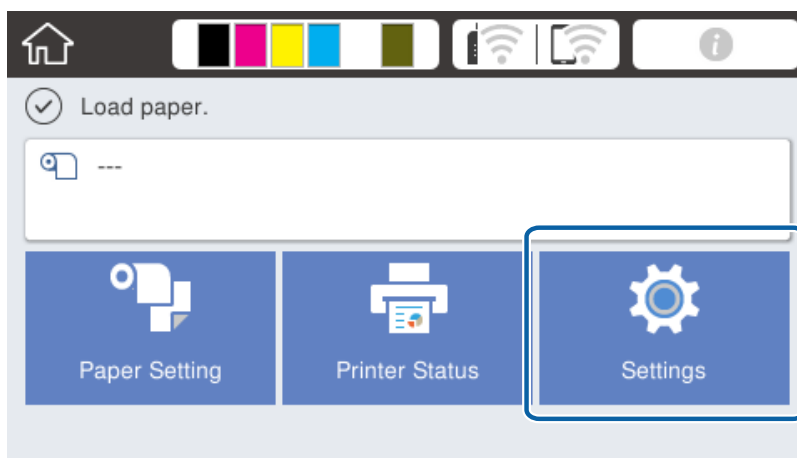 Load paper.
---
Paper Setting
Printer Status
Settings